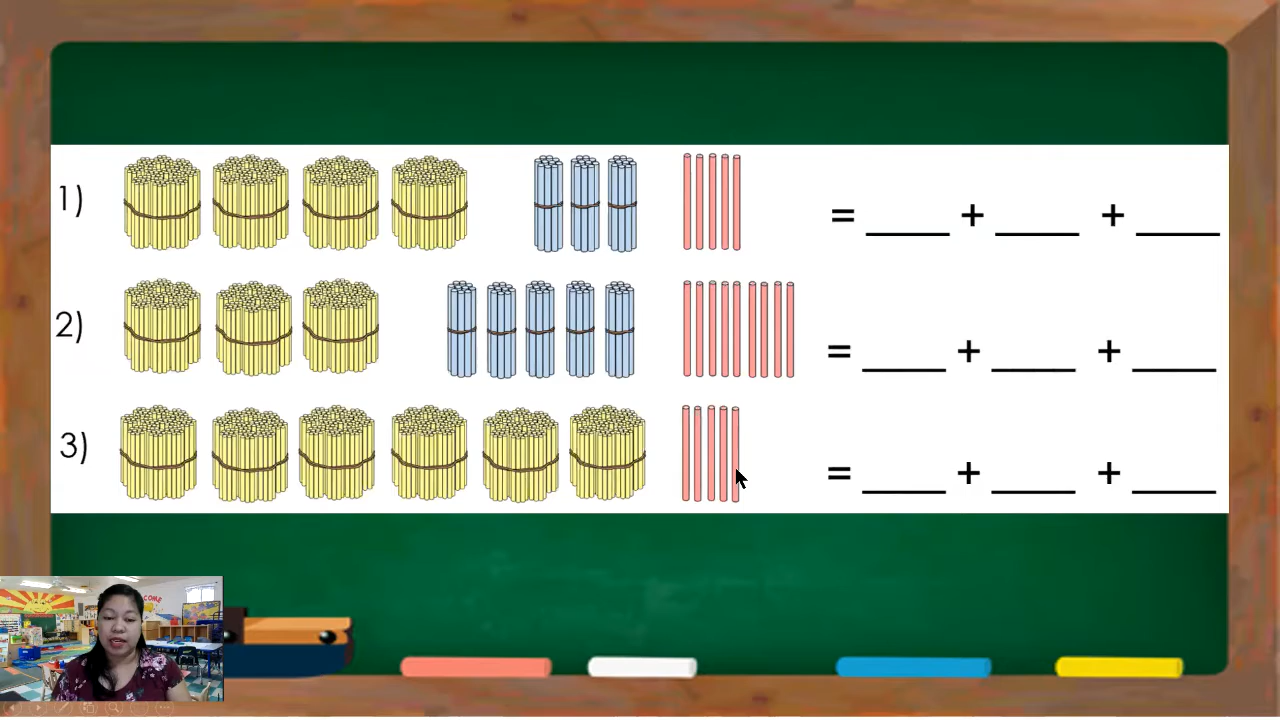 1) = ____ + ____ + ____
2) = ____ + ____ + ____
3) = ____ + ____ + ____